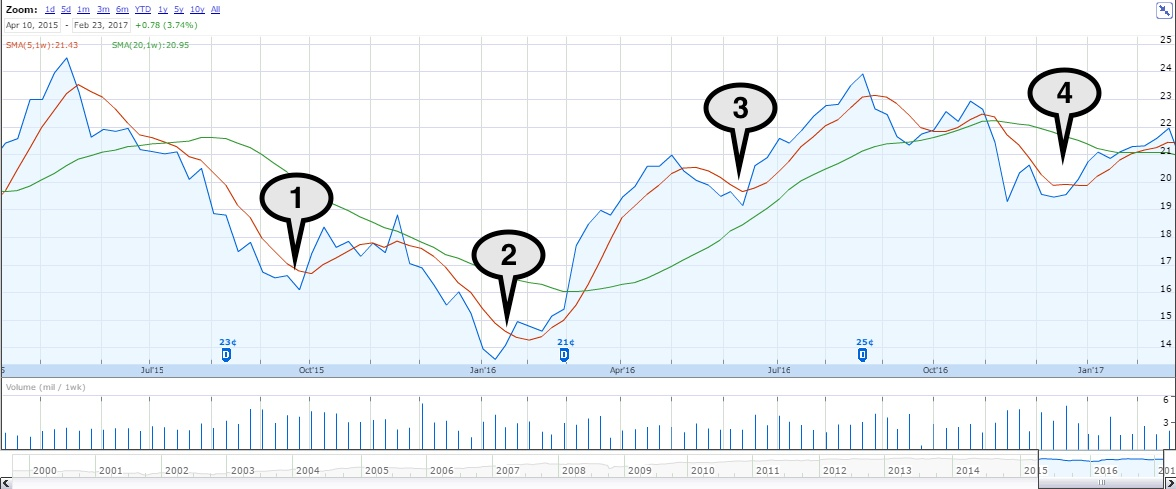 Zoom: 1d 5d 1m 3m 6m YTD 1y 5y 10y All
Apr 10, 2015 - Feb 23, 2017 +0.78 (3.74%)
SMA(5,1w):21.43 SMA(20,1w):20.95
25
24
23
22
21
20
19
18
17
16
15
14
1
2
3
4
23¢ 21¢ 25¢
D D D
5 Jul'15 Oct'15 Jan'16 Apr'16 Jul'16 Oct'16 Jan'17
Volume (mil / 1wk)
6
3
2000 2001 2002 2003 2004 2005 2006 2007 2008 2009 2010 2011 2012 2013 2014 2015 2016 201